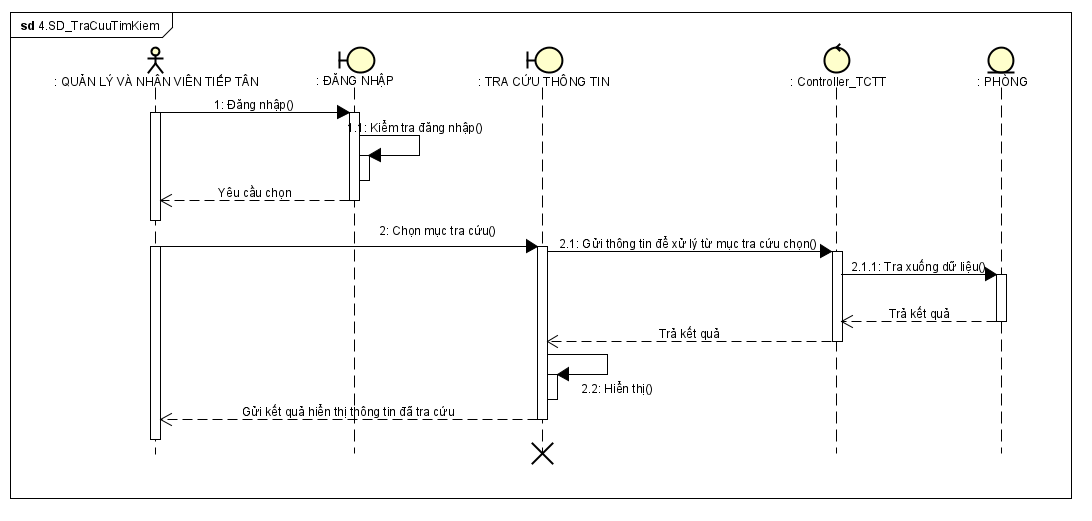 sd 4.SD_TraCuuTimKiem
: QUẢN LÝ VÀ NHÂN VIÊN TIẾP TÂN
: ĐĂNG NHẬP
: TRA CỨU THÔNG TIN
: Controller_TCTT
: PHÒNG
1: Đăng nhập()
1.1: Kiểm tra đăng nhập()
Yêu cầu chọn
2: Chọn mục tra cứu()
2.1: Gửi thông tin để xử lý từ mục tra cứu chọn()
2.1.1: Tra xuống dữ liệu()
Trả kết quả
Trả kết quả
2.2: Hiển thị()
Gửi kết quả hiển thị thông tin đã tra cứu